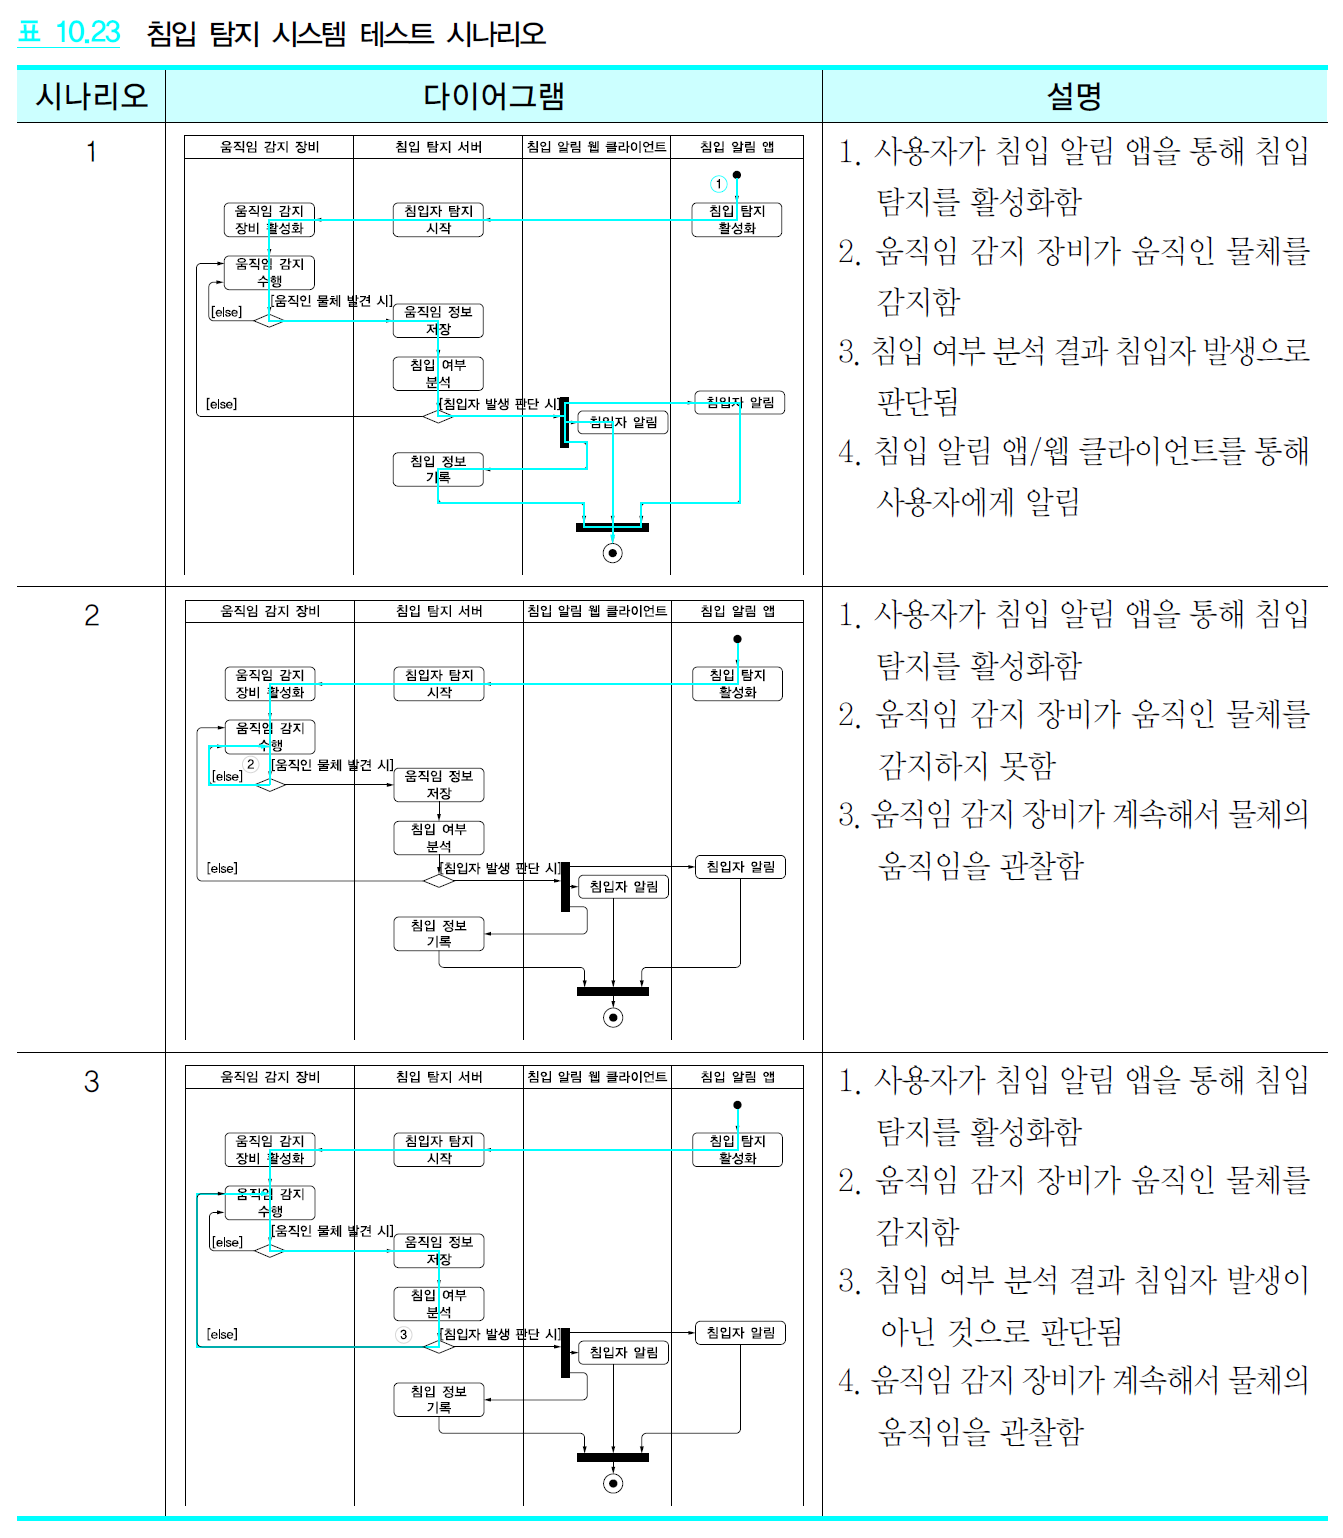 표 10.23 침입 탐지 시스템 테스트 시나리오
시나리오 다이어그램 설명
1
움직임 감지 장비 침입 탐지 서버 침입 알림 웹 클라이언트 침입 알림 앱
①
움직임 감지
장비 활성화
침입자 탐지
시작
침입 탐지
활성화
움직임 감지
수행
[움직인 물체 발견 시]
[else]
움직임 정보
저장
침입 여부
분석
[else]
[침입자 발생 판단 시]
침입자 알림
침입자 알림
침입 정보
기록
1. 사용자가 침입 알림 앱을 통해 침입
탐지를 활성화함
2. 움직임 감지 장비가 움직인 물체를
감지함
3. 침입 여부 분석 결과 침입자 발생으로
판단됨
4. 침입 알림 앱/웹 클라이언트를 통해
사용자에게 알림
2
움직임 감지 장비 침입 탐지 서버 침입 알림 웹 클라이언트 침입 알림 앱
움직임 감지
장비 활성화
침입자 탐지
시작
침입 탐지
활성화
움직임 감지
수행
②
[움직인 물체 발견 시]
[else]
움직임 정보
저장
침입 여부
분석
[else]
[침입자 발생 판단 시]
침입자 알림
침입자 알림
침입 정보
기록
1. 사용자가 침입 알림 앱을 통해 침입
탐지를 활성화함
2. 움직임 감지 장비가 움직인 물체를
감지하지 못함
3. 움직임 감지 장비가 계속해서 물체의
움직임을 관찰함
3
움직임 감지 장비 침입 탐지 서버 침입 알림 웹 클라이언트 침입 알림 앱
움직임 감지
장비 활성화
침입자 탐지
시작
침입 탐지
활성화
움직임 감지
수행
[움직인 물체 발견 시]
[else]
움직임 정보
저장
침입 여부
분석
[else]
③
[침입자 발생 판단 시]
침입자 알림
침입자 알림
침입 정보
기록
1. 사용자가 침입 알림 앱을 통해 침입
탐지를 활성화함
2. 움직임 감지 장비가 움직인 물체를
감지함
3. 침입 여부 분석 결과 침입자 발생이
아닌 것으로 판단됨
4. 움직임 감지 장비가 계속해서 물체의
움직임을 관찰함